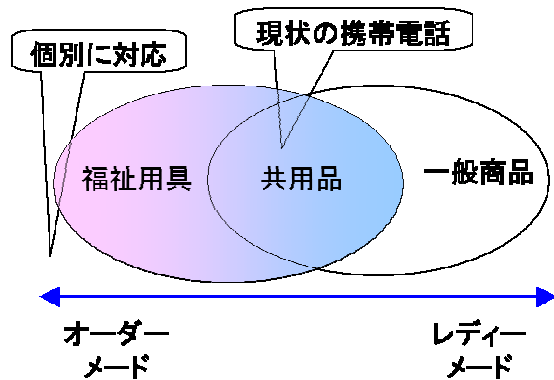 現状の携帯電話
個別に対応
福祉用具
共用品
一般商品
オーダー
メード
レディー
メード